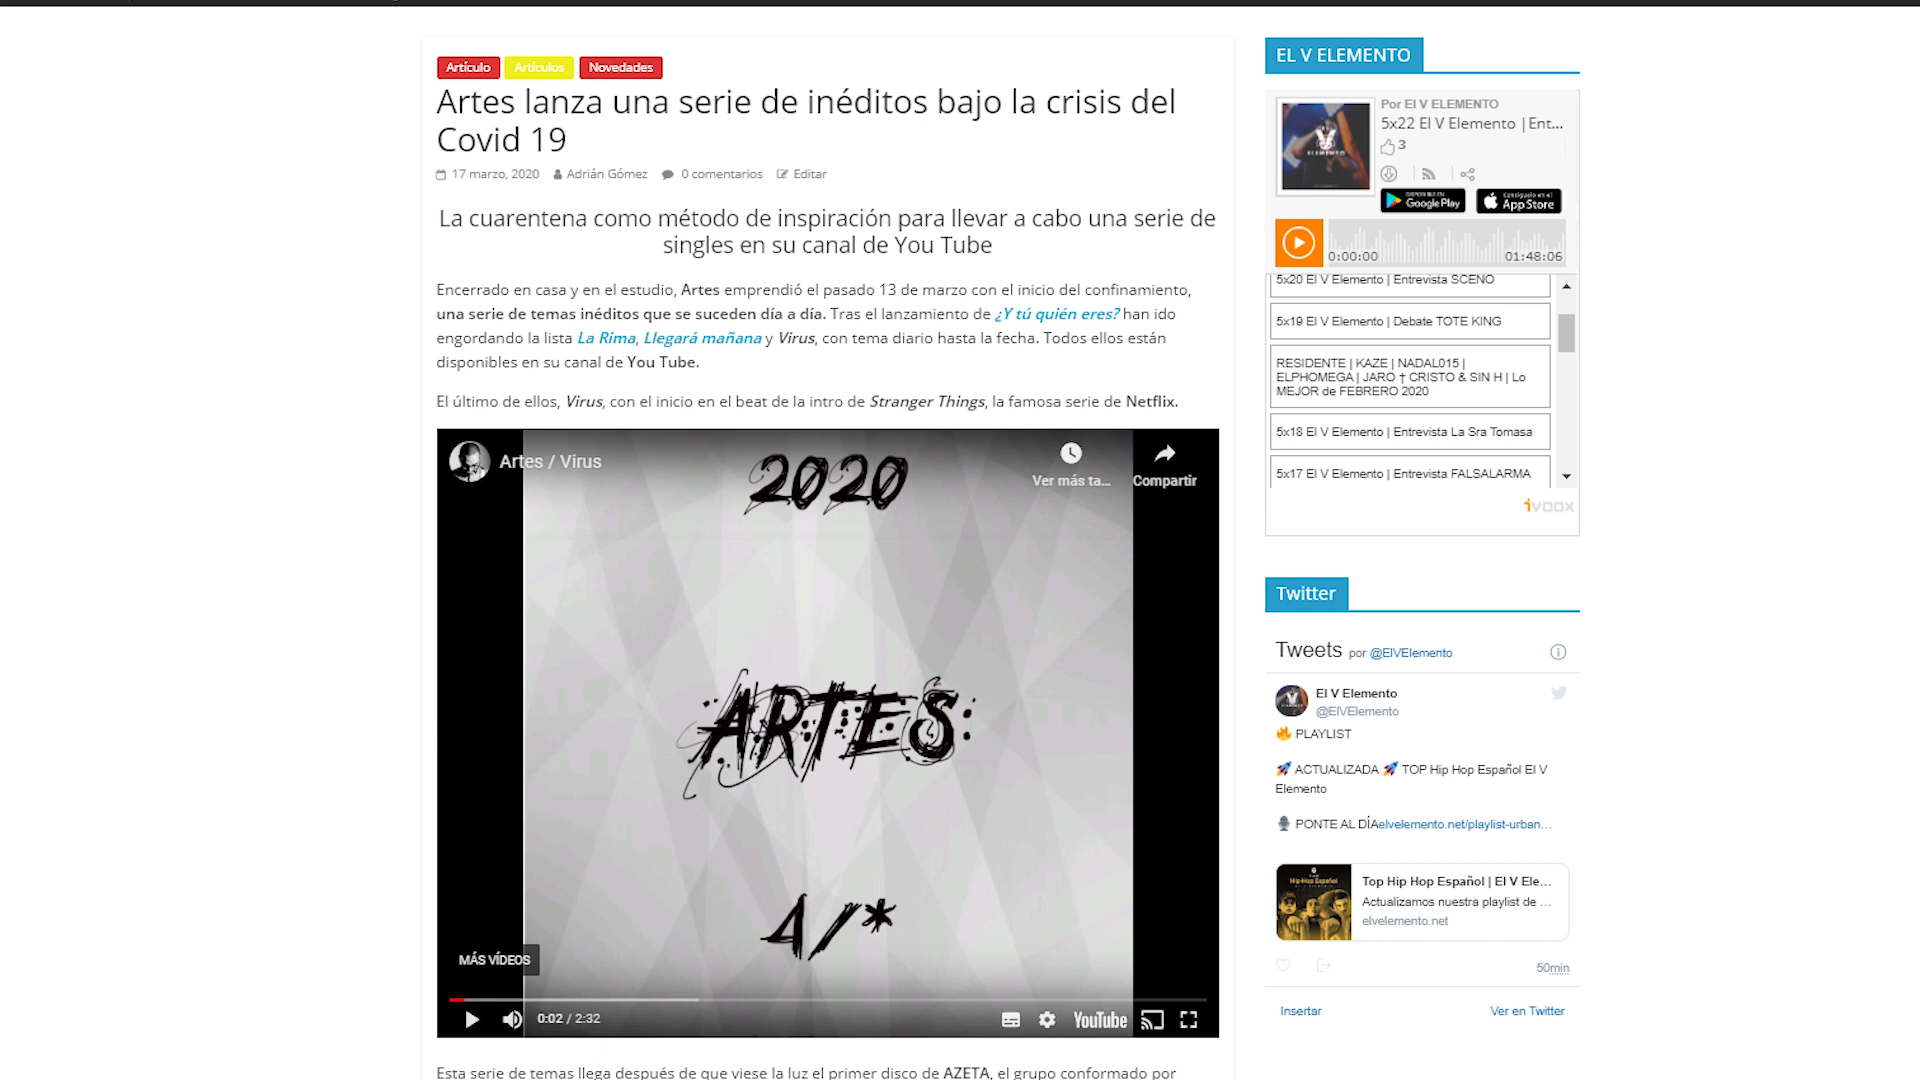 Artículo Artículos Novedades
Artes lanza una serie de inéditos bajo la crisis del
Covid 19
17 marzo, 2020 Adrián Gómez 0 comentarios Editar
La cuarentena como método de inspiración para llevar a cabo una serie de
singles en su canal de You Tube
Encerrado en casa y en el estudio, Artes emprendió el pasado 13 de marzo con el inicio del confinamiento,
una serie de temas inéditos que se suceden día a día. Tras el lanzamiento de ¿Y tú quién eres? han ido
engordando la lista La Rima, Llegará mañana y Virus, con tema diario hasta la fecha. Todos ellos están
disponibles en su canal de You Tube.
El último de ellos, Virus, con el inicio en el beat de la intro de Stranger Things, la famosa serie de Netflix.
Artes / Virus
2020
Ver más ta...
Compartir
ARTES
A/*
MÁS VÍDEOS
0:02 / 2:32
YouTube
Esta serie de temas llega después de que viese la luz el primer disco de AZETA, el grupo conformado por
EL V ELEMENTO
Por El V ELEMENTO
5x22 El V Elemento |Ent...
3
DISPONIBLE EN
Google Play
Consíguelo en el
App Store
0:00:00
01:48:06
5x20 El V Elemento | Entrevista SCENO
5x19 El V Elemento | Debate TOTE KING
RESIDENTE | KAZE | NADAL015 |
ELPHOMEGA | JARO † CRISTO & SIN H | Lo
MEJOR de FEBRERO 2020
5x18 El V Elemento | Entrevista La Sra Tomasa
5x17 El V Elemento | Entrevista FALSALARMA
ivoox
Twitter
Tweets por @ElVElemento
El V Elemento
@ElVElemento
🔥 PLAYLIST
🚀 ACTUALIZADA 🚀 TOP Hip Hop Español El V
Elemento
🎙 PONTE AL DÍAelvelemento.net/playlist-urban…
Hip-Hop Español
Top Hip Hop Español | El V Ele...
Actualizamos nuestra playlist de ...
elvelemento.net
50min
Insertar
Ver en Twitter